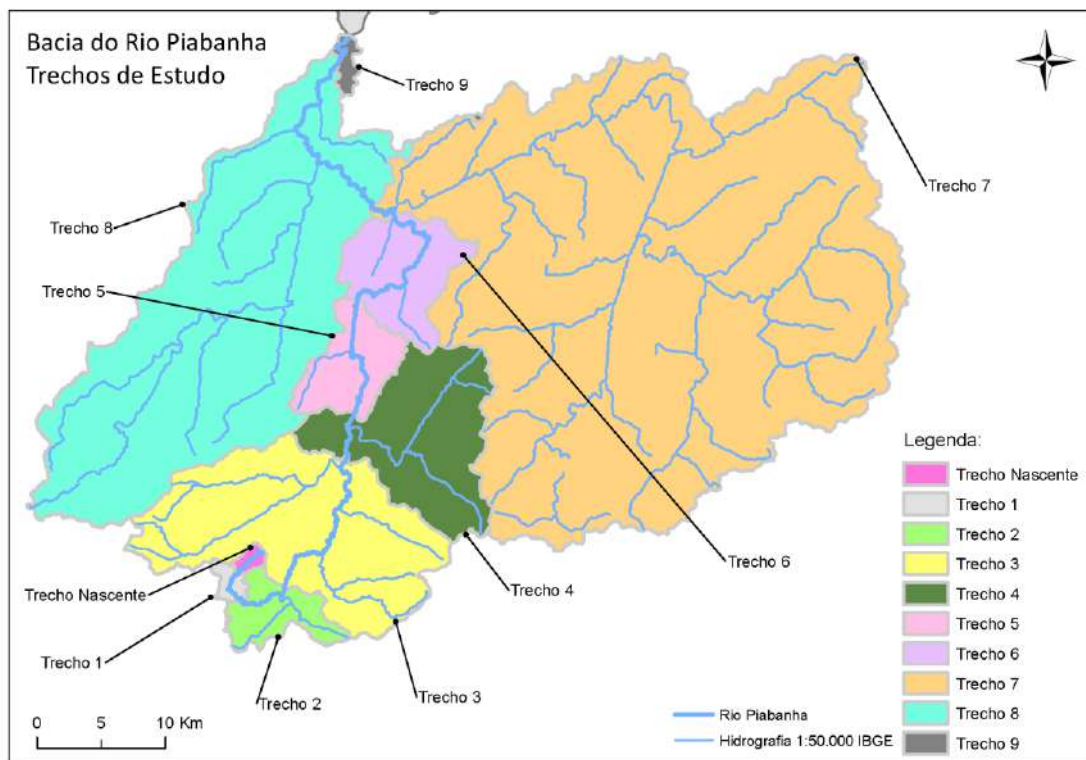 Bacia do Rio Piabanha
Trechos de Estudo
Trecho 9
Trecho 7
Trecho 8
Trecho 5
Trecho 6
Trecho 4
Trecho Nascente
Trecho 1
Trecho 2
Trecho 3
0 5 10 Km
Rio Piabanha
Hidrografia 1:50.000 IBGE
Legenda:
Trecho Nascente
Trecho 1
Trecho 2
Trecho 3
Trecho 4
Trecho 5
Trecho 6
Trecho 7
Trecho 8
Trecho 9